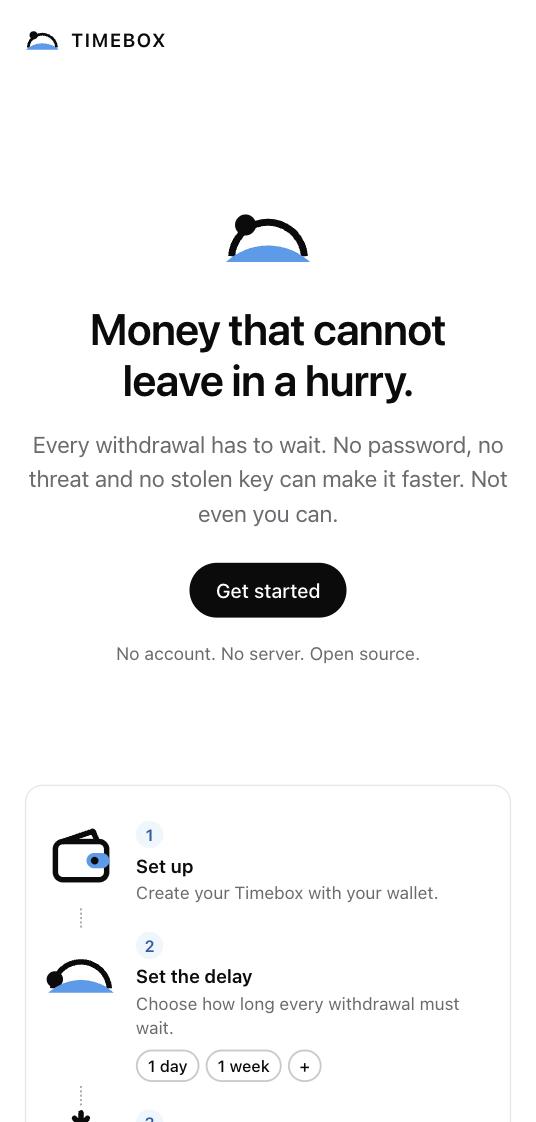 TIMEBOX
Money that cannot
leave in a hurry.
Every withdrawal has to wait. No password, no
threat and no stolen key can make it faster. Not
even you can.
Get started
No account. No server. Open source.
1
Set up
Create your Timebox with your wallet.
2
Set the delay
Choose how long every withdrawal must
wait.
1 day
1 week
+